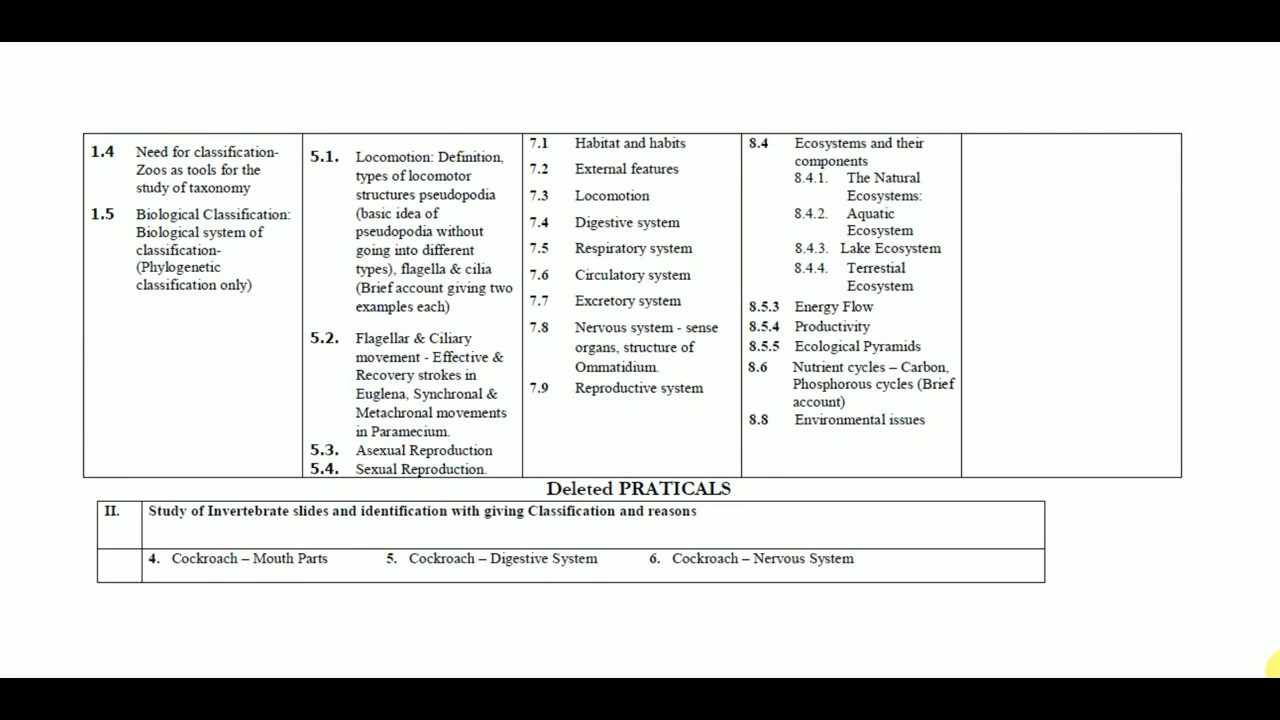 1.4 Need for classification-
Zoos as tools for the
study of taxonomy
1.5 Biological Classification:
Biological system of
classification-
(Phylogenetic
classification only)
5.1. Locomotion: Definition,
types of locomotor
structures pseudopodia
(basic idea of
pseudopodia without
going into different
types), flagella & cilia
(Brief account giving two
examples each)
5.2. Flagellar & Ciliary
movement - Effective &
Recovery strokes in
Euglena, Synchronal &
Metachronal movements
in Paramecium.
5.3. Asexual Reproduction
5.4. Sexual Reproduction.
7.1 Habitat and habits
7.2 External features
7.3 Locomotion
7.4 Digestive system
7.5 Respiratory system
7.6 Circulatory system
7.7 Excretory system
7.8 Nervous system - sense
organs, structure of
Ommatidium.
7.9 Reproductive system
8.4 Ecosystems and their
components
8.4.1. The Natural
Ecosystems:
8.4.2. Aquatic
Ecosystem
8.4.3. Lake Ecosystem
8.4.4. Terrestial
Ecosystem
8.5.3 Energy Flow
8.5.4 Productivity
8.5.5 Ecological Pyramids
8.6 Nutrient cycles – Carbon,
Phosphorous cycles (Brief
account)
8.8 Environmental issues
Deleted PRATICALS
II. Study of Invertebrate slides and identification with giving Classification and reasons
4. Cockroach – Mouth Parts 5. Cockroach – Digestive System 6. Cockroach – Nervous System